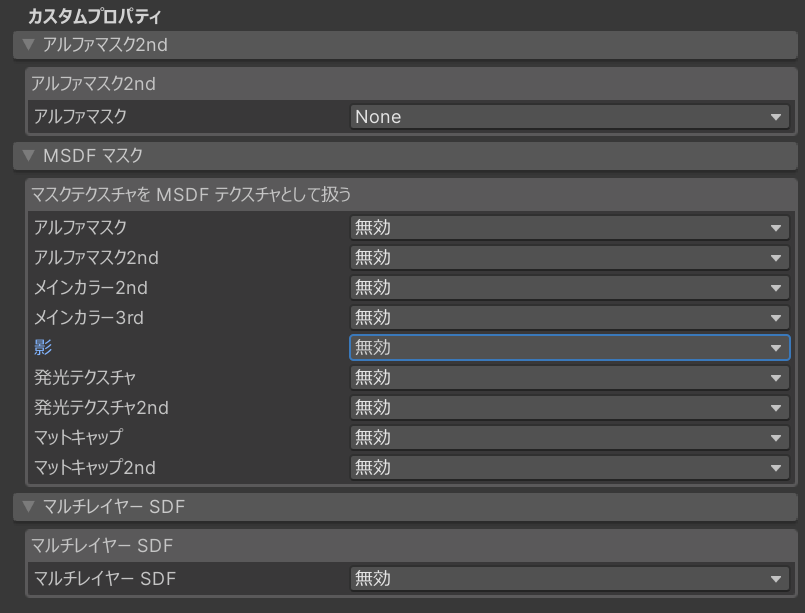 カスタムプロパティ
アルファマスク2nd
アルファマスク2nd
アルファマスク None
MSDF マスク
マスクテクスチャを MSDF テクスチャとして扱う
アルファマスク 無効
アルファマスク2nd 無効
メインカラー2nd 無効
メインカラー3rd 無効
影 無効
発光テクスチャ 無効
発光テクスチャ2nd 無効
マットキャップ 無効
マットキャップ2nd 無効
マルチレイヤー SDF
マルチレイヤー SDF
マルチレイヤー SDF 無効